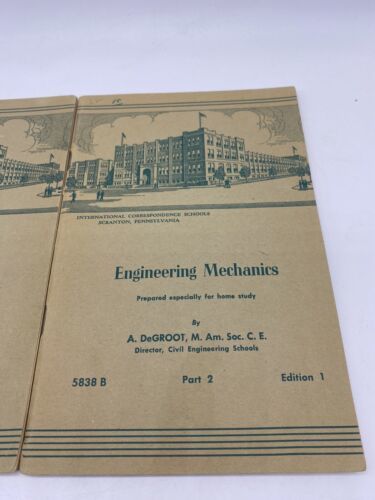 INTERNATIONAL CORRESPONDENCE SCHOOLS
SCRANTON, PENNSYLVANIA
Engineering Mechanics
Prepared especially for home study
By
A. DeGROOT, M. Am. Soc. C. E.
Director, Civil Engineering Schools
5838 B Part 2 Edition 1